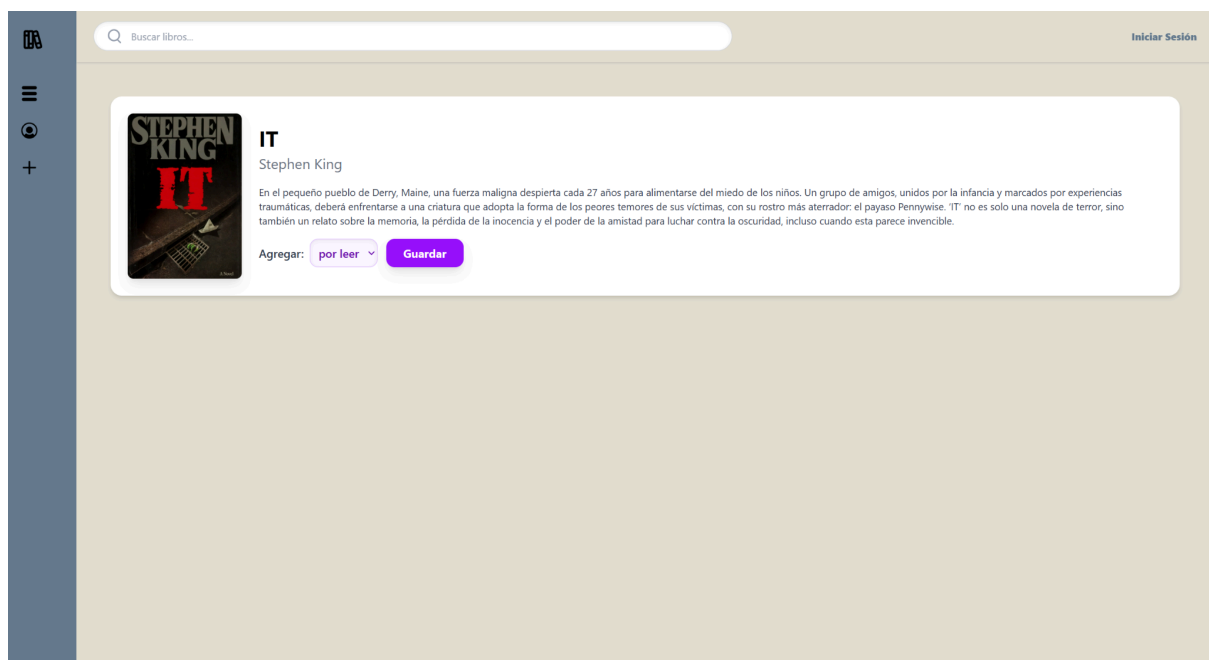 Buscar libros...
Iniciar Sesión
STEPHEN
KING
IT
A Novel
IT
Stephen King
En el pequeño pueblo de Derry, Maine, una fuerza maligna despierta cada 27 años para alimentarse del miedo de los niños. Un grupo de amigos, unidos por la infancia y marcados por experiencias
traumáticas, deberá enfrentarse a una criatura que adopta la forma de los peores temores de sus víctimas, con su rostro más aterrador: el payaso Pennywise. 'IT' no es solo una novela de terror, sino
también un relato sobre la memoria, la pérdida de la inocencia y el poder de la amistad para luchar contra la oscuridad, incluso cuando esta parece invencible.
Agregar: por leer Guardar